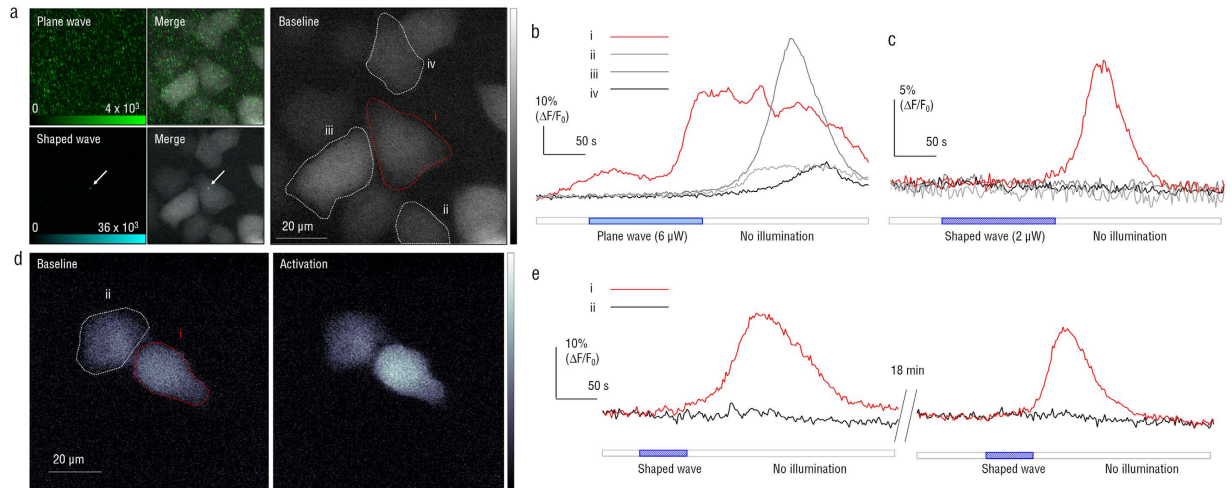 a
Plane wave
Merge
Baseline
0
4 x 10³
Shaped wave
Merge
0
36 x 10³
iv
i
iii
ii
20 µm
b
i
ii
iii
iv
10%
(ΔF/F₀)
50 s
Plane wave (6 µW)
No illumination
c
5%
(ΔF/F₀)
50 s
Shaped wave (2 µW)
No illumination
d
Baseline
Activation
ii
i
20 µm
e
i
ii
10%
(ΔF/F₀)
50 s
18 min
Shaped wave
No illumination
Shaped wave
No illumination